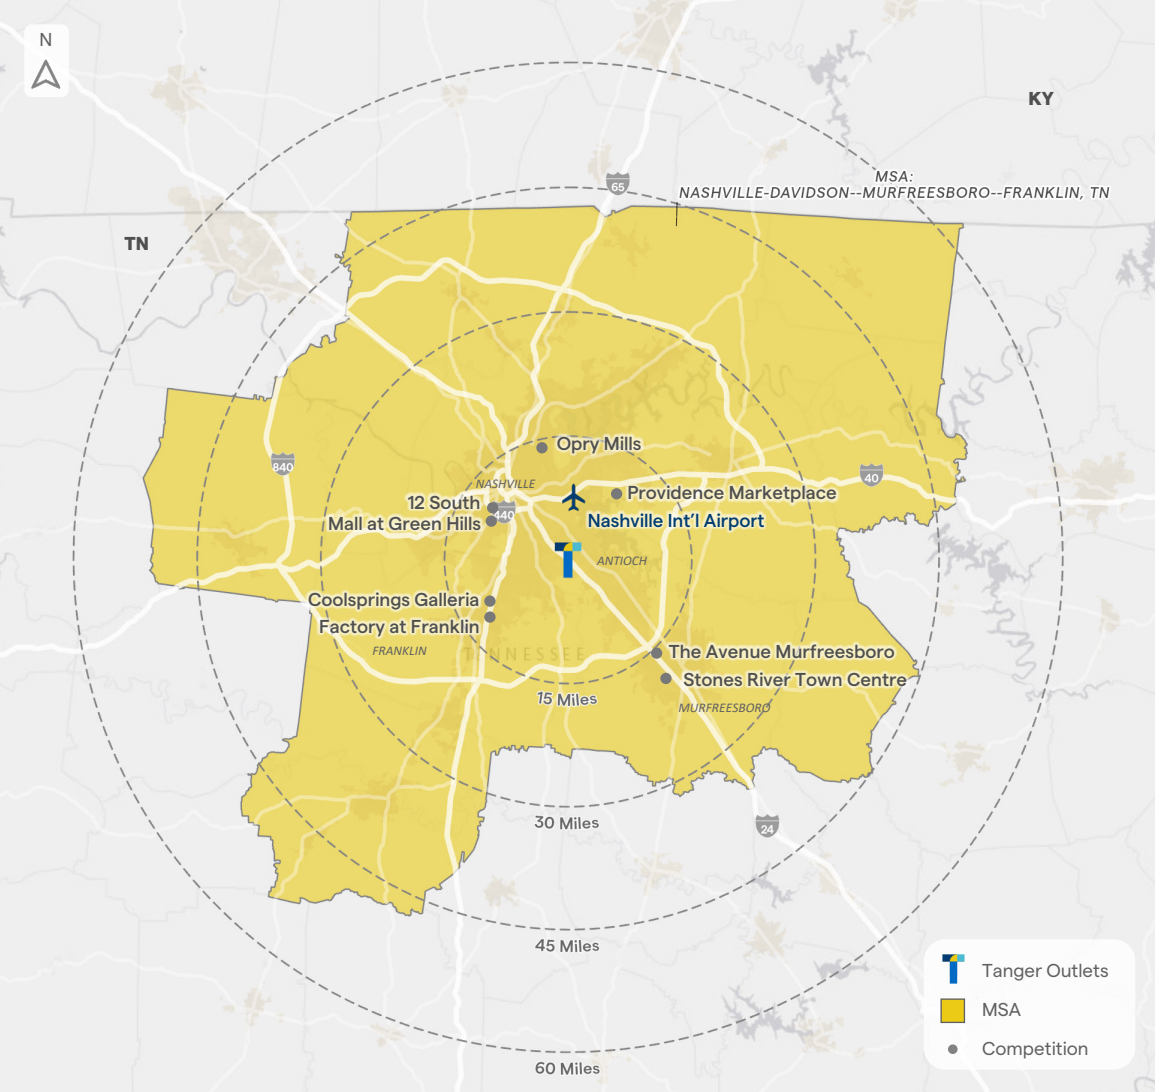 N
KY
65
MSA:
NASHVILLE-DAVIDSON--MURFREESBORO--FRANKLIN, TN
TN
Opry Mills
840
40
NASHVILLE
Providence Marketplace
12 South
440
Mall at Green Hills
Nashville Int'l Airport
ANTIOCH
Coolsprings Galleria
Factory at Franklin
FRANKLIN
TENNESSEE
The Avenue Murfreesboro
Stones River Town Centre
15 Miles
MURFREESBORO
30 Miles
24
45 Miles
Tanger Outlets
MSA
Competition
60 Miles